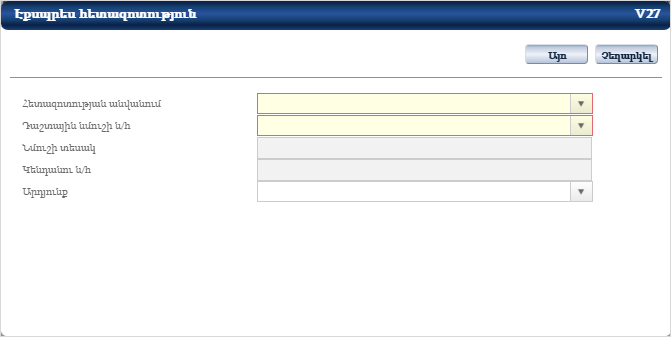 Էքսպրես հետազոտություն V27
Այո Չեղարկել
Հետազոտության անվանում
Դաշտային նմուշի ն/հ
Նմուշի տեսակ
Կենդանու ն/հ
Արդյունք